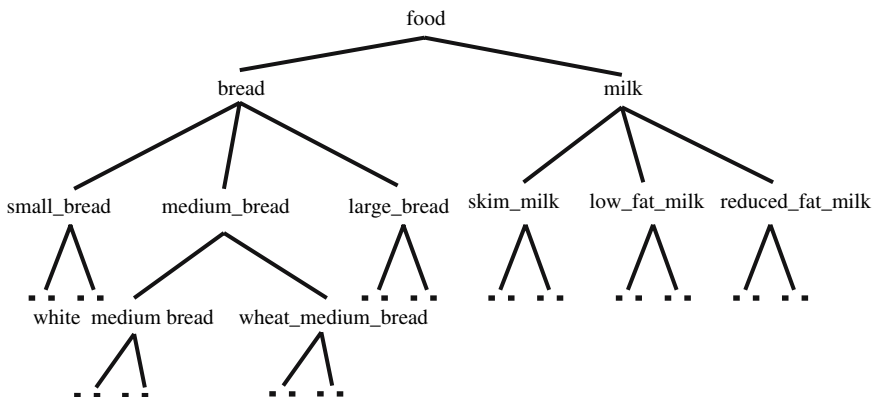 food
bread milk
small_bread medium_bread large_bread skim_milk low_fat_milk reduced_fat_milk
white medium bread wheat_medium_bread